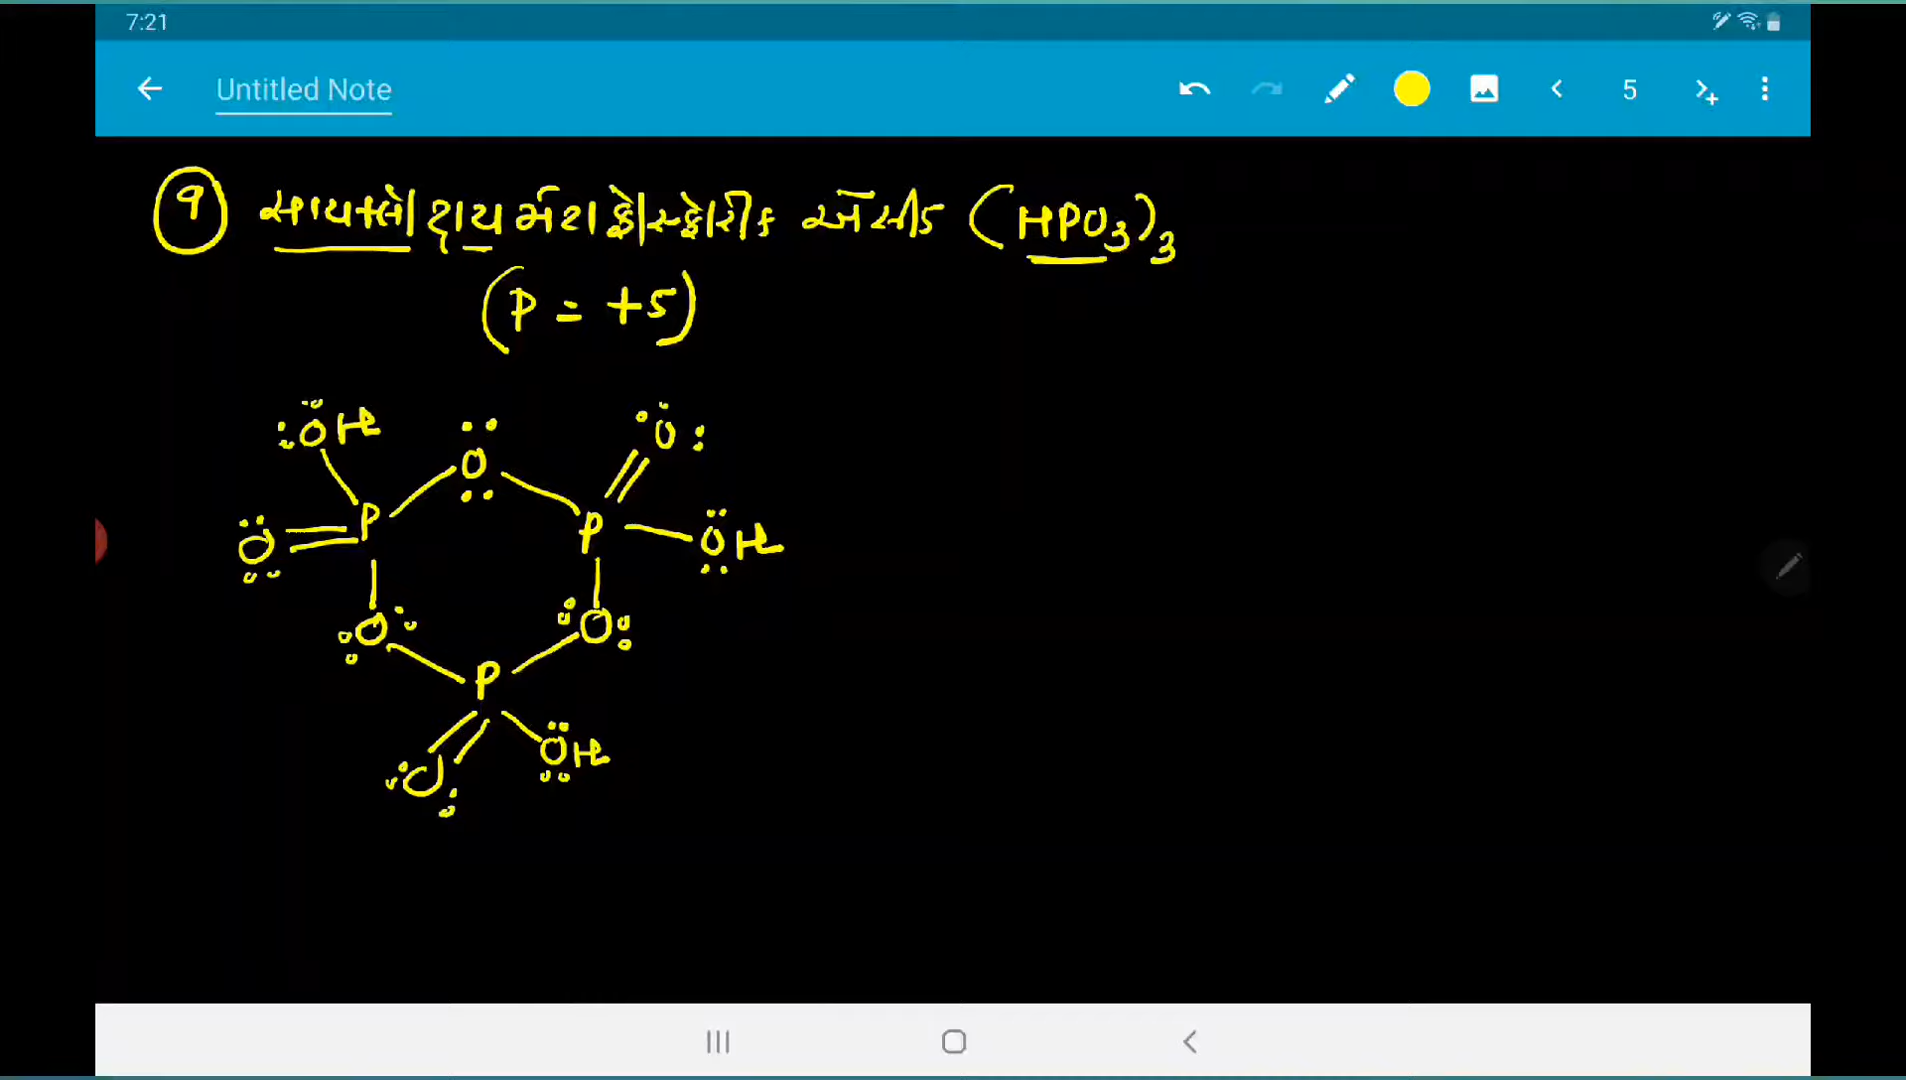 7:21
Untitled Note
5
9 સાયક્લો ટ્રાય મેટા ફોસ્ફોરીક એસીડ (HPO3)3
(P = +5)
OH
O
O
P
P
O
OH
O
O
P
O
OH